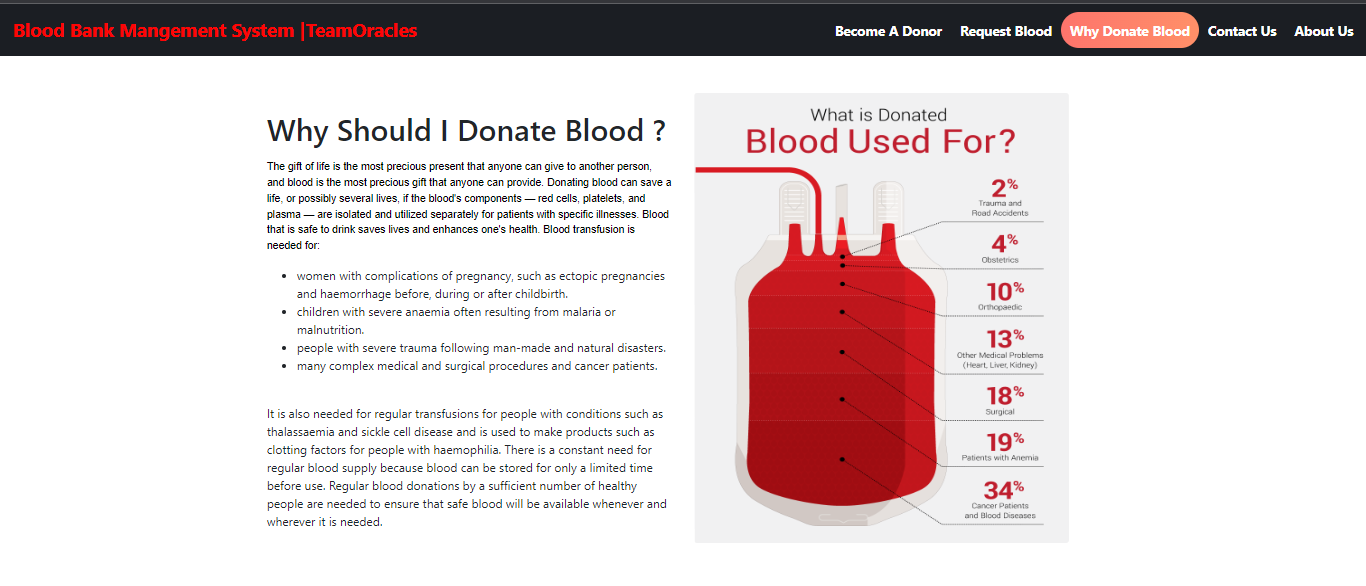 Blood Bank Mangement System |TeamOracles
Become A Donor
Request Blood
Why Donate Blood
Contact Us
About Us
Why Should I Donate Blood ?
The gift of life is the most precious present that anyone can give to another person,
and blood is the most precious gift that anyone can provide. Donating blood can save a
life, or possibly several lives, if the blood's components — red cells, platelets, and
plasma — are isolated and utilized separately for patients with specific illnesses. Blood
that is safe to drink saves lives and enhances one's health. Blood transfusion is
needed for:
• women with complications of pregnancy, such as ectopic pregnancies
and haemorrhage before, during or after childbirth.
• children with severe anaemia often resulting from malaria or
malnutrition.
• people with severe trauma following man-made and natural disasters.
• many complex medical and surgical procedures and cancer patients.
It is also needed for regular transfusions for people with conditions such as
thalassaemia and sickle cell disease and is used to make products such as
clotting factors for people with haemophilia. There is a constant need for
regular blood supply because blood can be stored for only a limited time
before use. Regular blood donations by a sufficient number of healthy
people are needed to ensure that safe blood will be available whenever and
wherever it is needed.
What is Donated
Blood Used For?
2%
Trauma and
Road Accidents
4%
Obstetrics
10%
Orthopaedic
13%
Other Medical Problems
(Heart, Liver, Kidney)
18%
Surgical
19%
Patients with Anemia
34%
Cancer Patients
and Blood Diseases